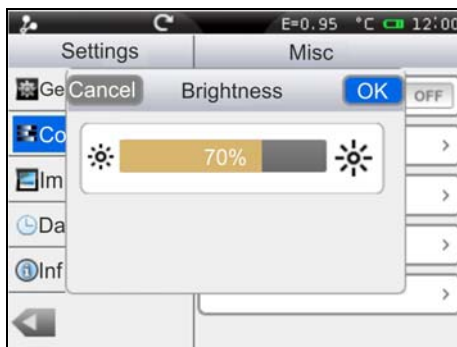 E=0.95 °C 12:00
Settings Misc
Ge
Cancel Brightness OK
OFF
Co
70%
Im
Da
Inf